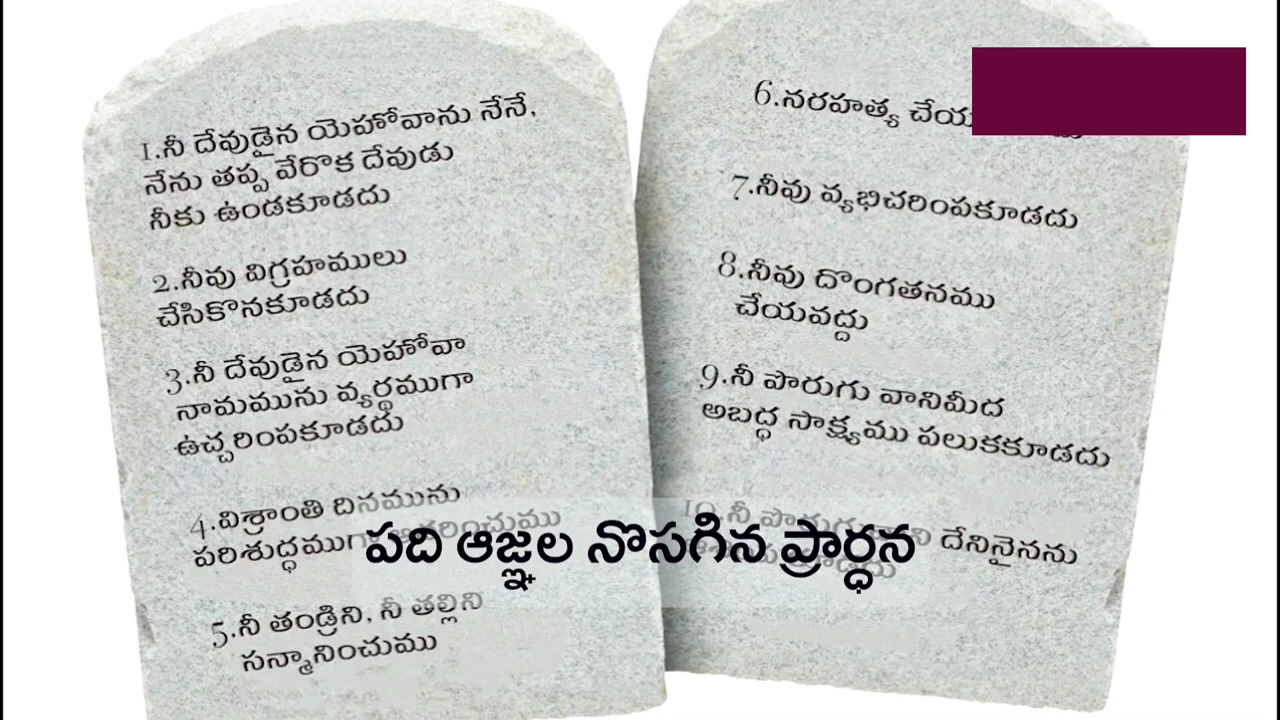 1.నీ దేవుడైన యెహోవాను నేనే,
నేను తప్ప వేరొక దేవుడు
నీకు ఉండకూడదు
2.నీవు విగ్రహములు
చేసికొనకూడదు
3.నీ దేవుడైన యెహోవా
నామమును వ్యర్థముగా
ఉచ్చరింపకూడదు
4.విశ్రాంతి దినమును
పరిశుద్ధముగా ఆచరించుము
5.నీ తండ్రిని, నీ తల్లిని
సన్మానించుము
6.నరహత్య
7.నీవు వ్యభిచరింపకూడదు
8.నీవు దొంగతనము
చేయవద్దు
9.నీ పొరుగు వానిమీద
అబద్ధ సాక్ష్యము పలుకకూడదు
10.నీ పొరుగు వాని దేనినైనను
పది ఆజ్ఞల నొసగిన ప్రార్ధన